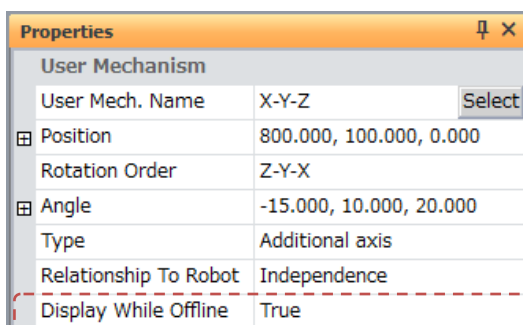 Properties
User Mechanism
User Mech. Name X-Y-Z Select
Position 800.000, 100.000, 0.000
Rotation Order Z-Y-X
Angle -15.000, 10.000, 20.000
Type Additional axis
Relationship To Robot Independence
Display While Offline True